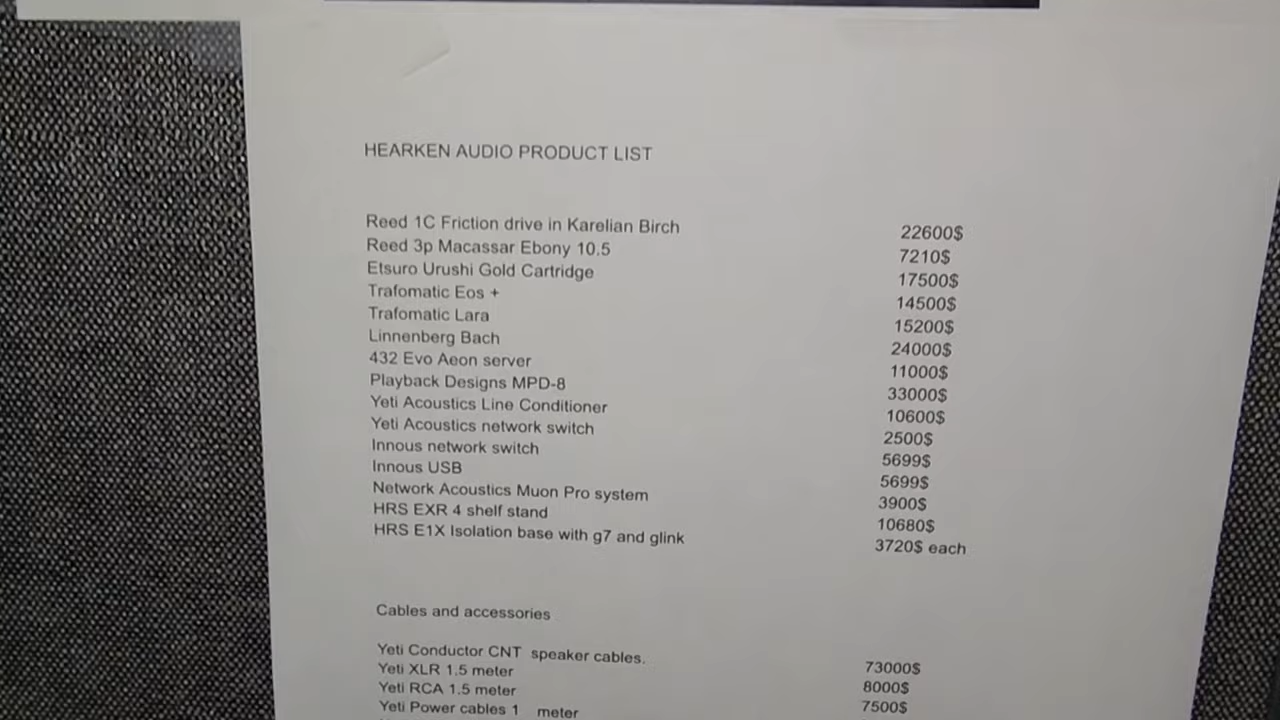 HEARKEN AUDIO PRODUCT LIST
Reed 1C Friction drive in Karelian Birch 22600$
Reed 3p Macassar Ebony 10.5 7210$
Etsuro Urushi Gold Cartridge 17500$
Trafomatic Eos + 14500$
Trafomatic Lara 15200$
Linnenberg Bach 24000$
432 Evo Aeon server 11000$
Playback Designs MPD-8 33000$
Yeti Acoustics Line Conditioner 10600$
Yeti Acoustics network switch 2500$
Innous network switch 5699$
Innous USB 5699$
Network Acoustics Muon Pro system 3900$
HRS EXR 4 shelf stand 10680$
HRS E1X Isolation base with g7 and glink 3720$ each
Cables and accessories
Yeti Conductor CNT speaker cables. 73000$
Yeti XLR 1.5 meter 8000$
Yeti RCA 1.5 meter 7500$
Yeti Power cables 1 meter